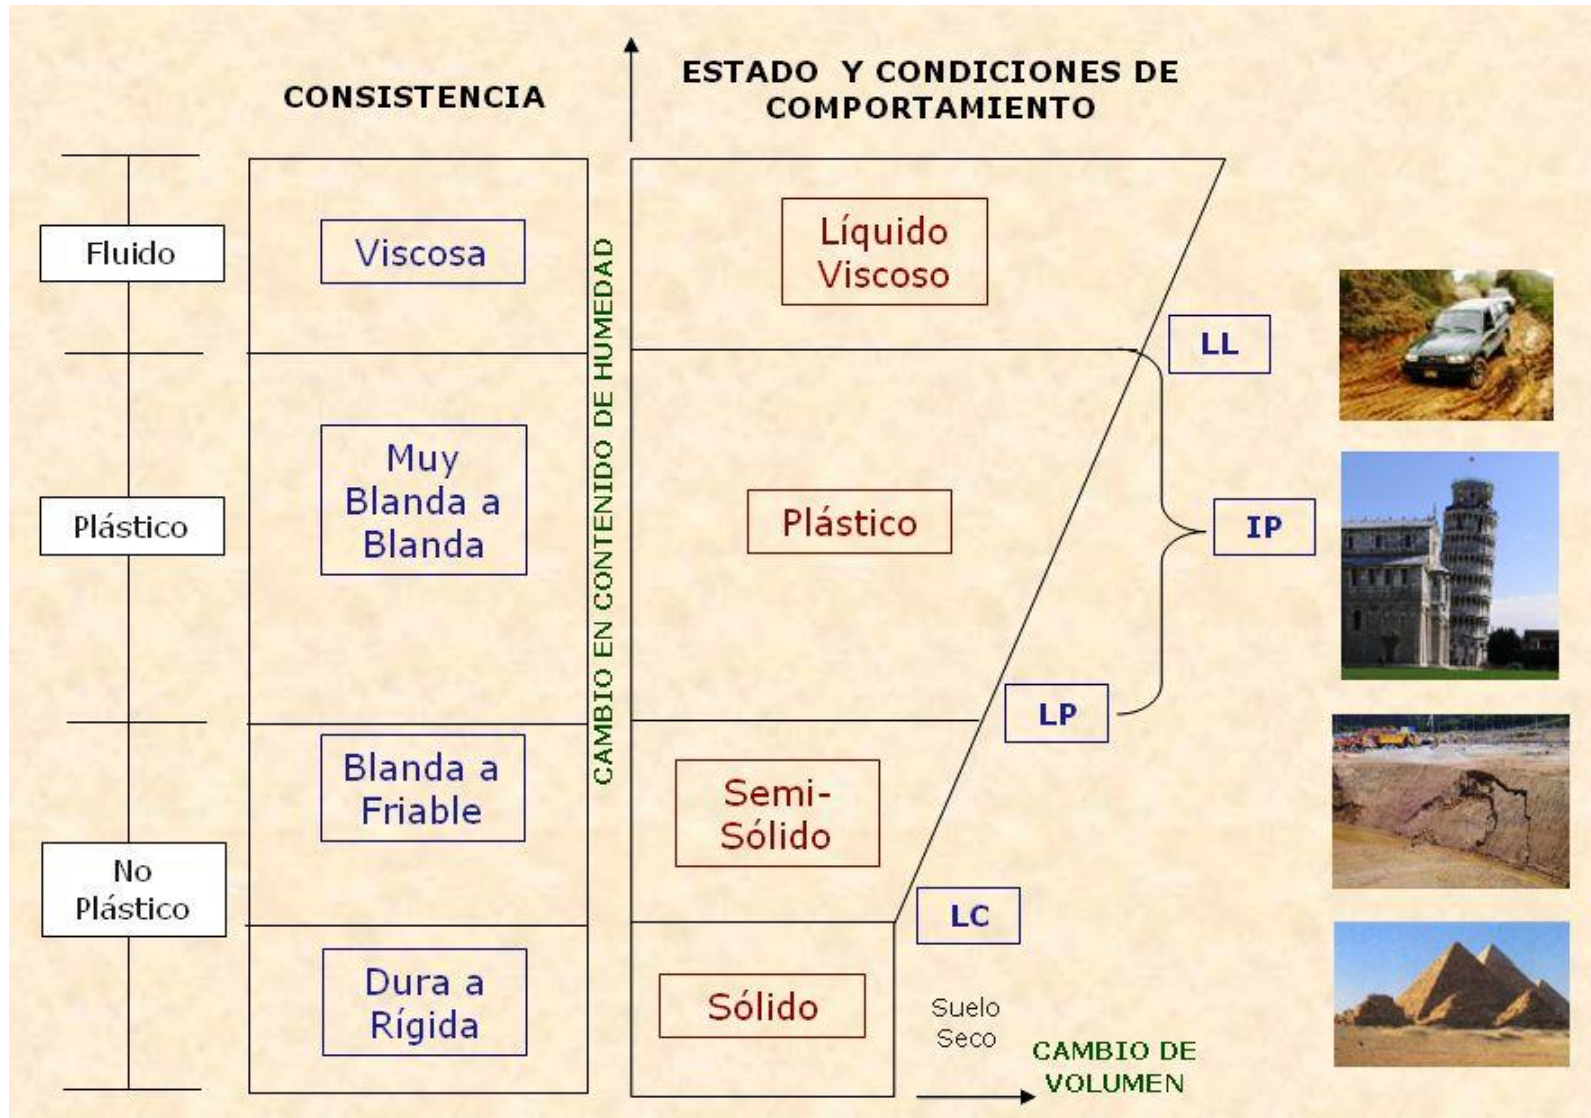 CONSISTENCIA
ESTADO Y CONDICIONES DE
COMPORTAMIENTO
Fluido
Viscosa
Líquido
Viscoso
LL
CAMBIO EN CONTENIDO DE HUMEDAD
Plástico
Muy
Blanda a
Blanda
Plástico
IP
LP
Blanda a
Friable
Semi-
Sólido
No
Plástico
LC
Dura a
Rígida
Sólido
Suelo
Seco
CAMBIO DE
VOLUMEN